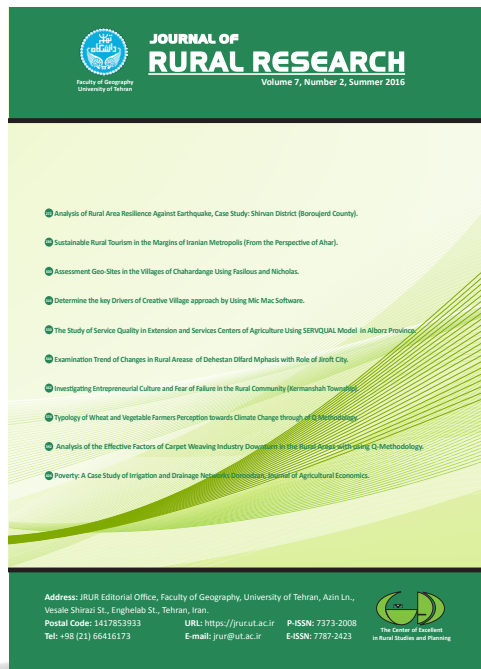 JOURNAL OF
RURAL RESEARCH
Volume 7, Number 2, Summer 2016
Faculty of Geography
University of Tehran
Analysis of Rural Area Resilience Against Earthquake, Case Study: Shirvan District (Boroujerd County).
Sustainable Rural Tourism in the Margins of Iranian Metropolis (From the Perspective of Ahar).
Assessment Geo-Sites in the Villages of Chahardange Using Fasilous and Nicholas.
Determine the key Drivers of Creative Village approach by Using Mic Mac Software.
The Study of Service Quality in Extension and Services Centers of Agriculture Using SERVQUAL Model in Alborz Province.
Examination Trend of Changes in Rural Arease of Dehestan Dlfard Mphasis with Role of Jiroft City.
Investigating Entrepreneurial Culture and Fear of Failure in the Rural Community (Kermanshah Township).
Typology of Wheat and Vegetable Farmers Perception towards Climate Change through of Q Methodology.
Analysis of the Effective Factors of Carpet Weaving Industry Downturn in the Rural Areas with using Q-Methodology.
Poverty: A Case Study of Irrigation and Drainage Networks Doroodzan, Journal of Agricultural Economics.
Address: JRUR Editorial Office, Faculty of Geography, University of Tehran, Azin Ln.,
Vesale Shirazi St., Enghelab St., Tehran, Iran.
Postal Code: 1417853933 URL: https://jrur.ut.ac.ir P-ISSN: 7373-2008
Tel: +98 (21) 66416173 E-mail: jrur@ut.ac.ir E-ISSN: 7787-2423
The Center of Excellent
in Rural Studies and Planning